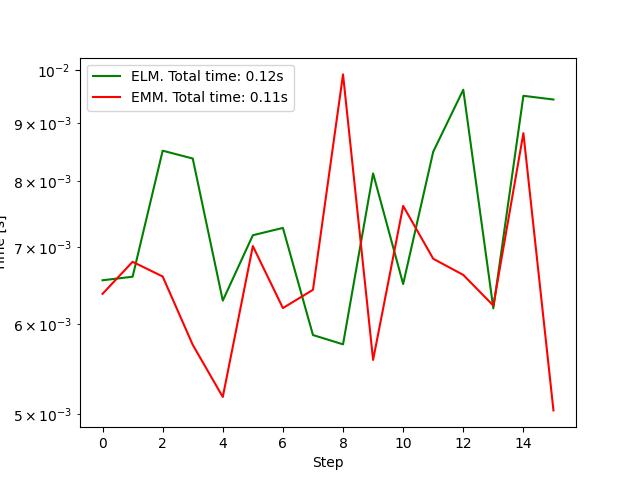 ELM. Total time: 0.12s
EMM. Total time: 0.11s
10⁻²
9 × 10⁻³
8 × 10⁻³
7 × 10⁻³
6 × 10⁻³
5 × 10⁻³
0 2 4 6 8 10 12 14
Step